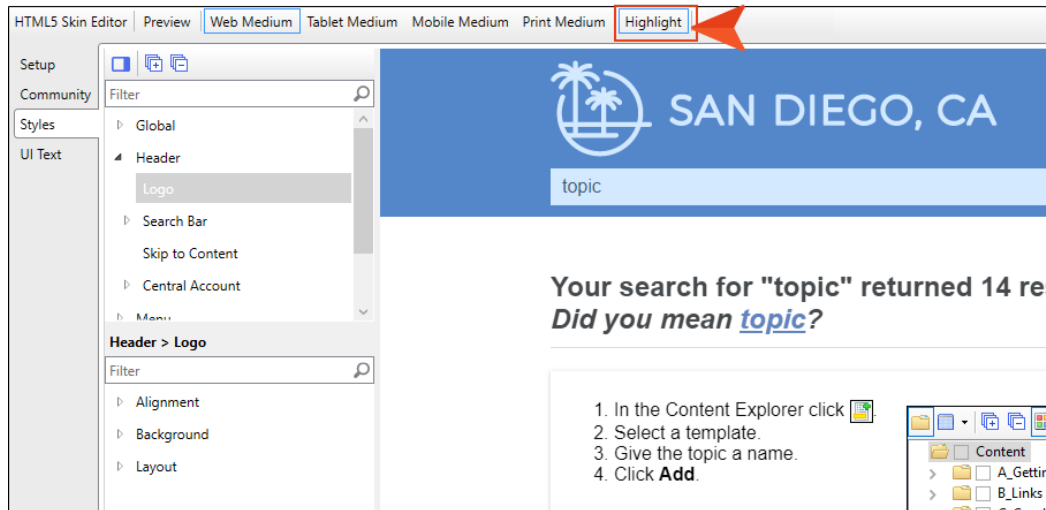 HTML5 Skin Editor Preview Web Medium Tablet Medium Mobile Medium Print Medium Highlight
Setup
Community
Styles
UI Text
Filter
Global
Header
Logo
Search Bar
Skip to Content
Central Account
Menu
Header > Logo
Filter
Alignment
Background
Layout
SAN DIEGO, CA
topic
Your search for "topic" returned 14 re
Did you mean topic?
1. In the Content Explorer click .
2. Select a template.
3. Give the topic a name.
4. Click Add.
Content
A_Gettin
B_Links